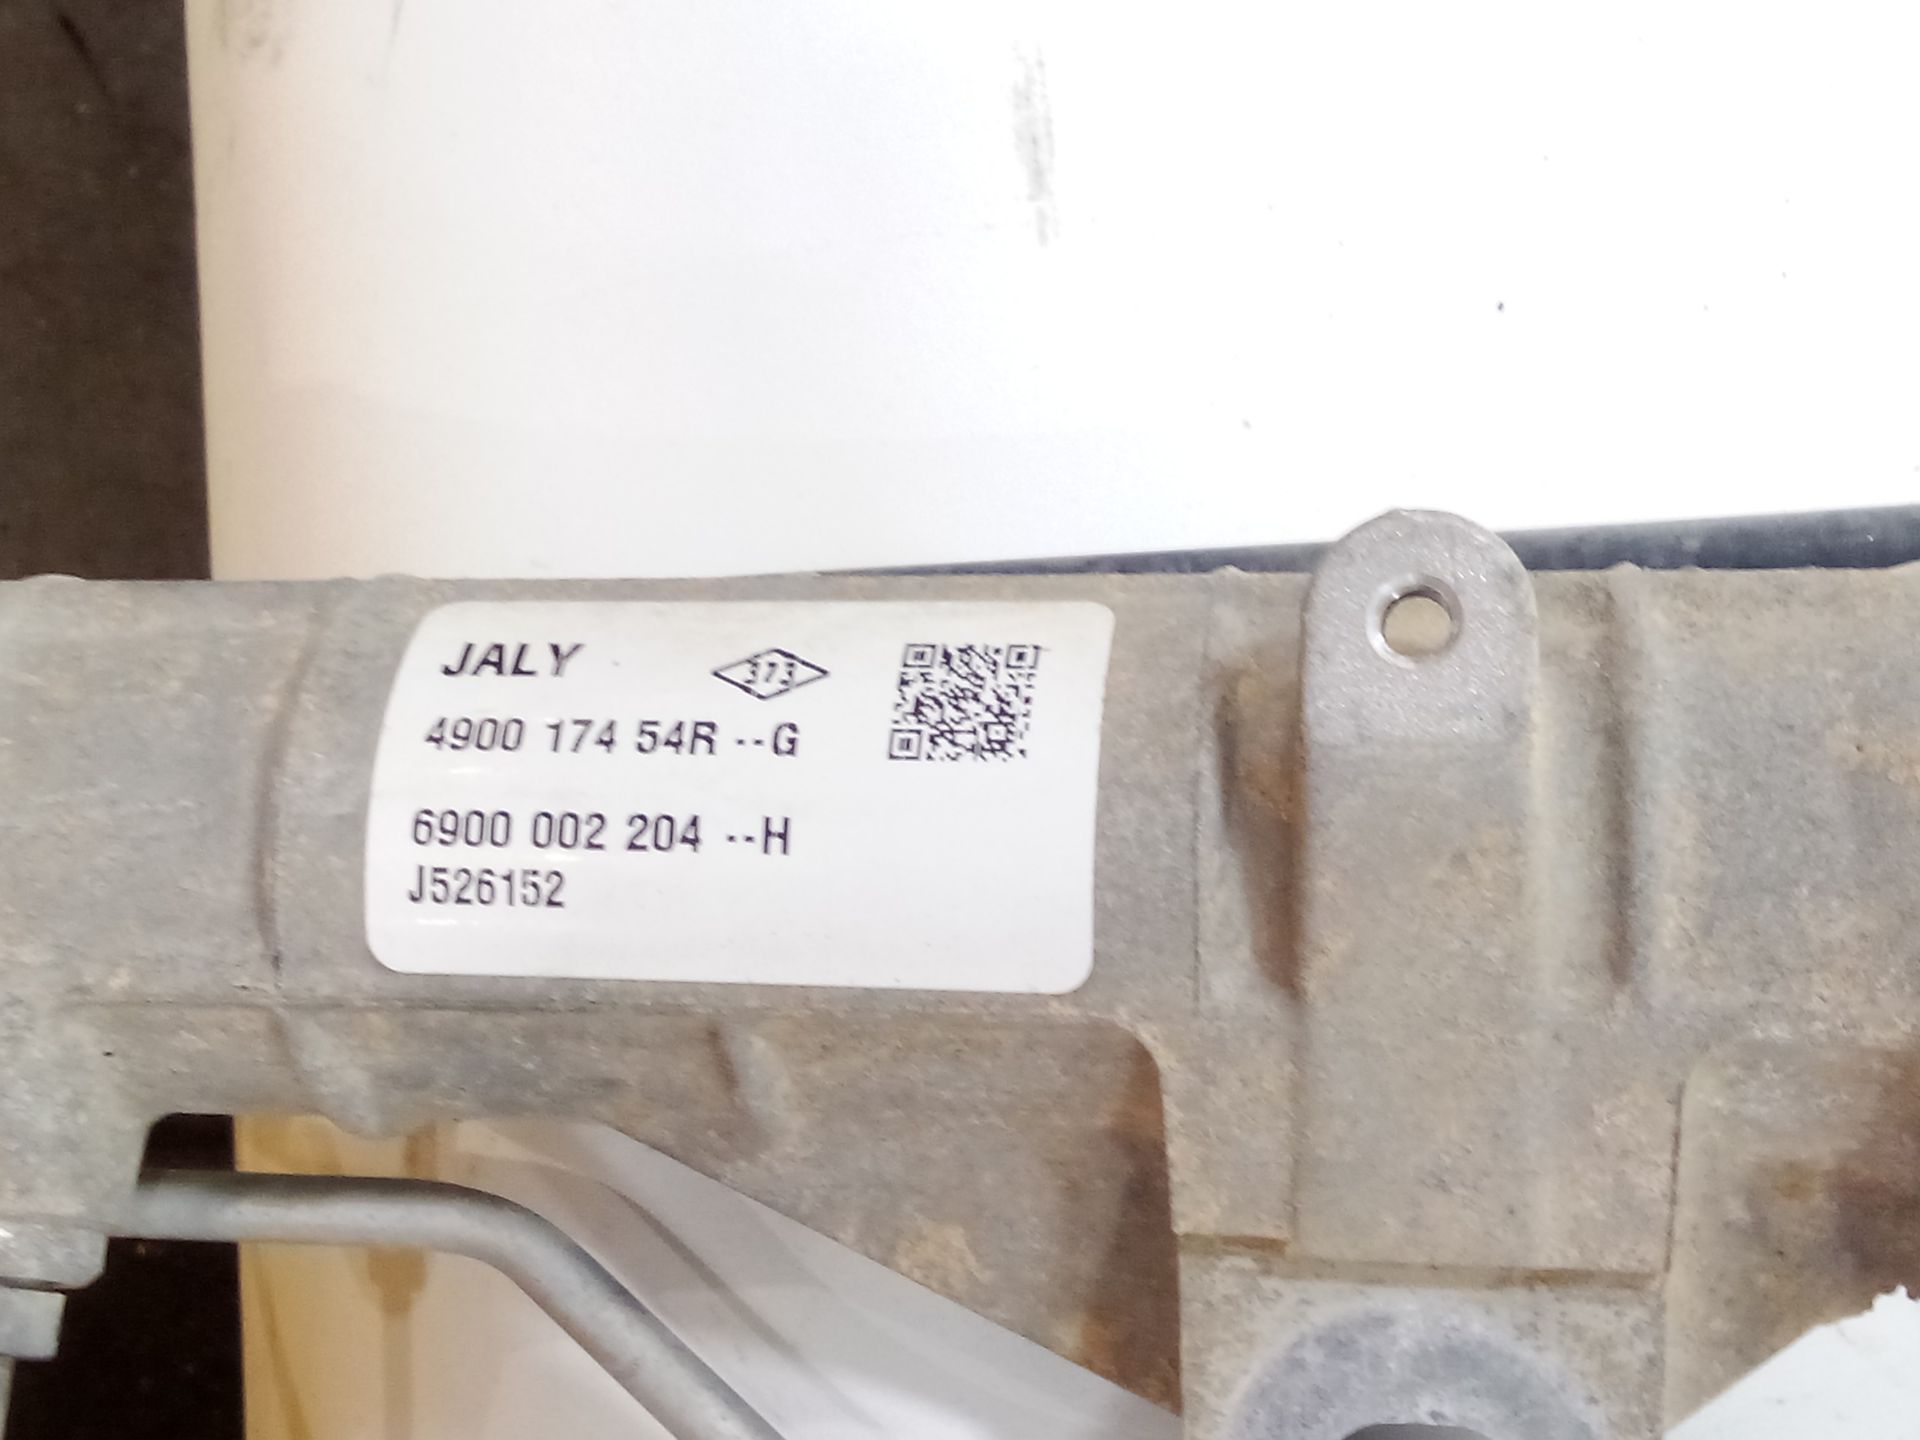 JALY 373
4900 174 54R --G
6900 002 204 --H
J526152